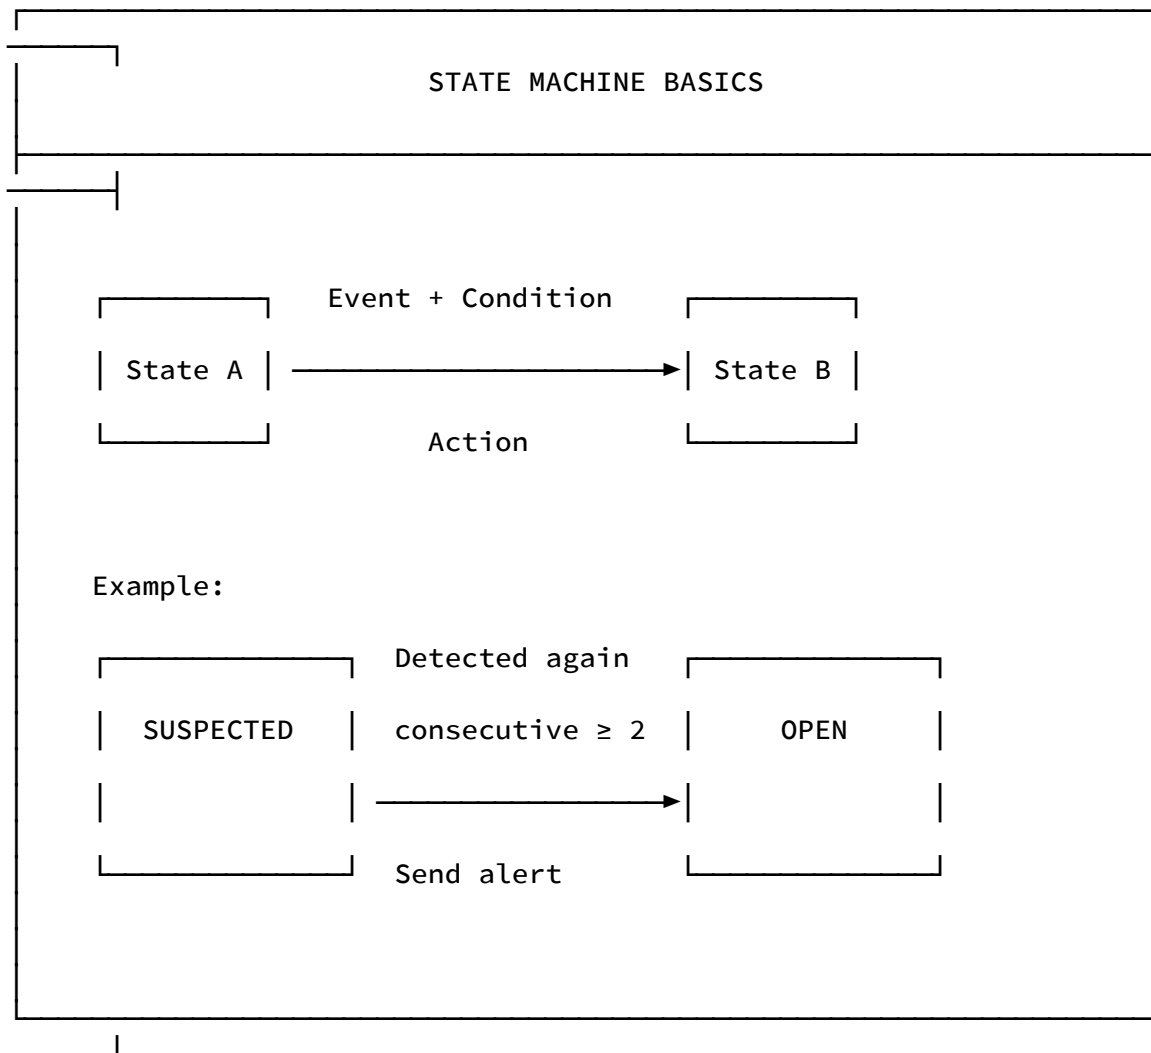 STATE MACHINE BASICS
Event + Condition
State A State B
Action
Example:
Detected again
SUSPECTED consecutive ≥ 2 OPEN
Send alert